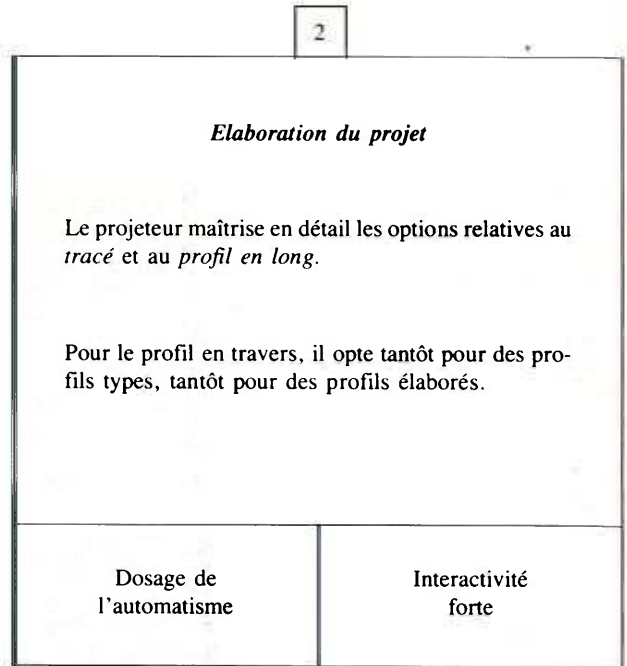 2
Elaboration du projet
Le projeteur maîtrise en détail les options relatives au
tracé et au profil en long.
Pour le profil en travers, il opte tantôt pour des pro-
fils types, tantôt pour des profils élaborés.
Dosage de
l'automatisme
Interactivité
forte